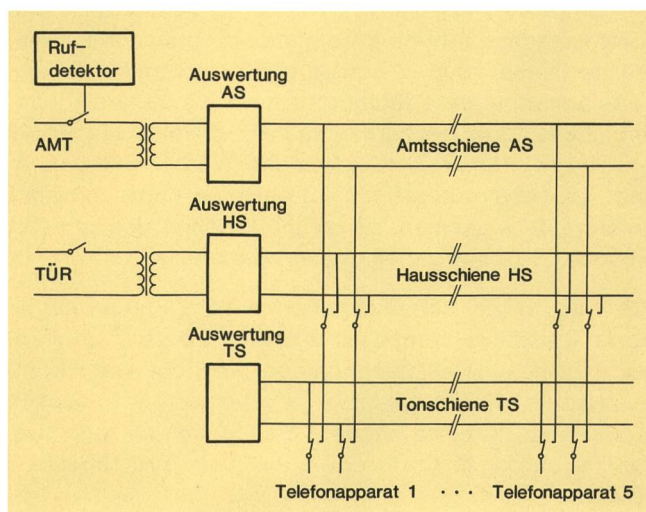 Ruf-
detektor
Auswertung
AS
AMT
Amtsschiene AS
Auswertung
HS
TÜR
Hausschiene HS
Auswertung
TS
Tonschiene TS
Telefonapparat 1 · · · Telefonapparat 5